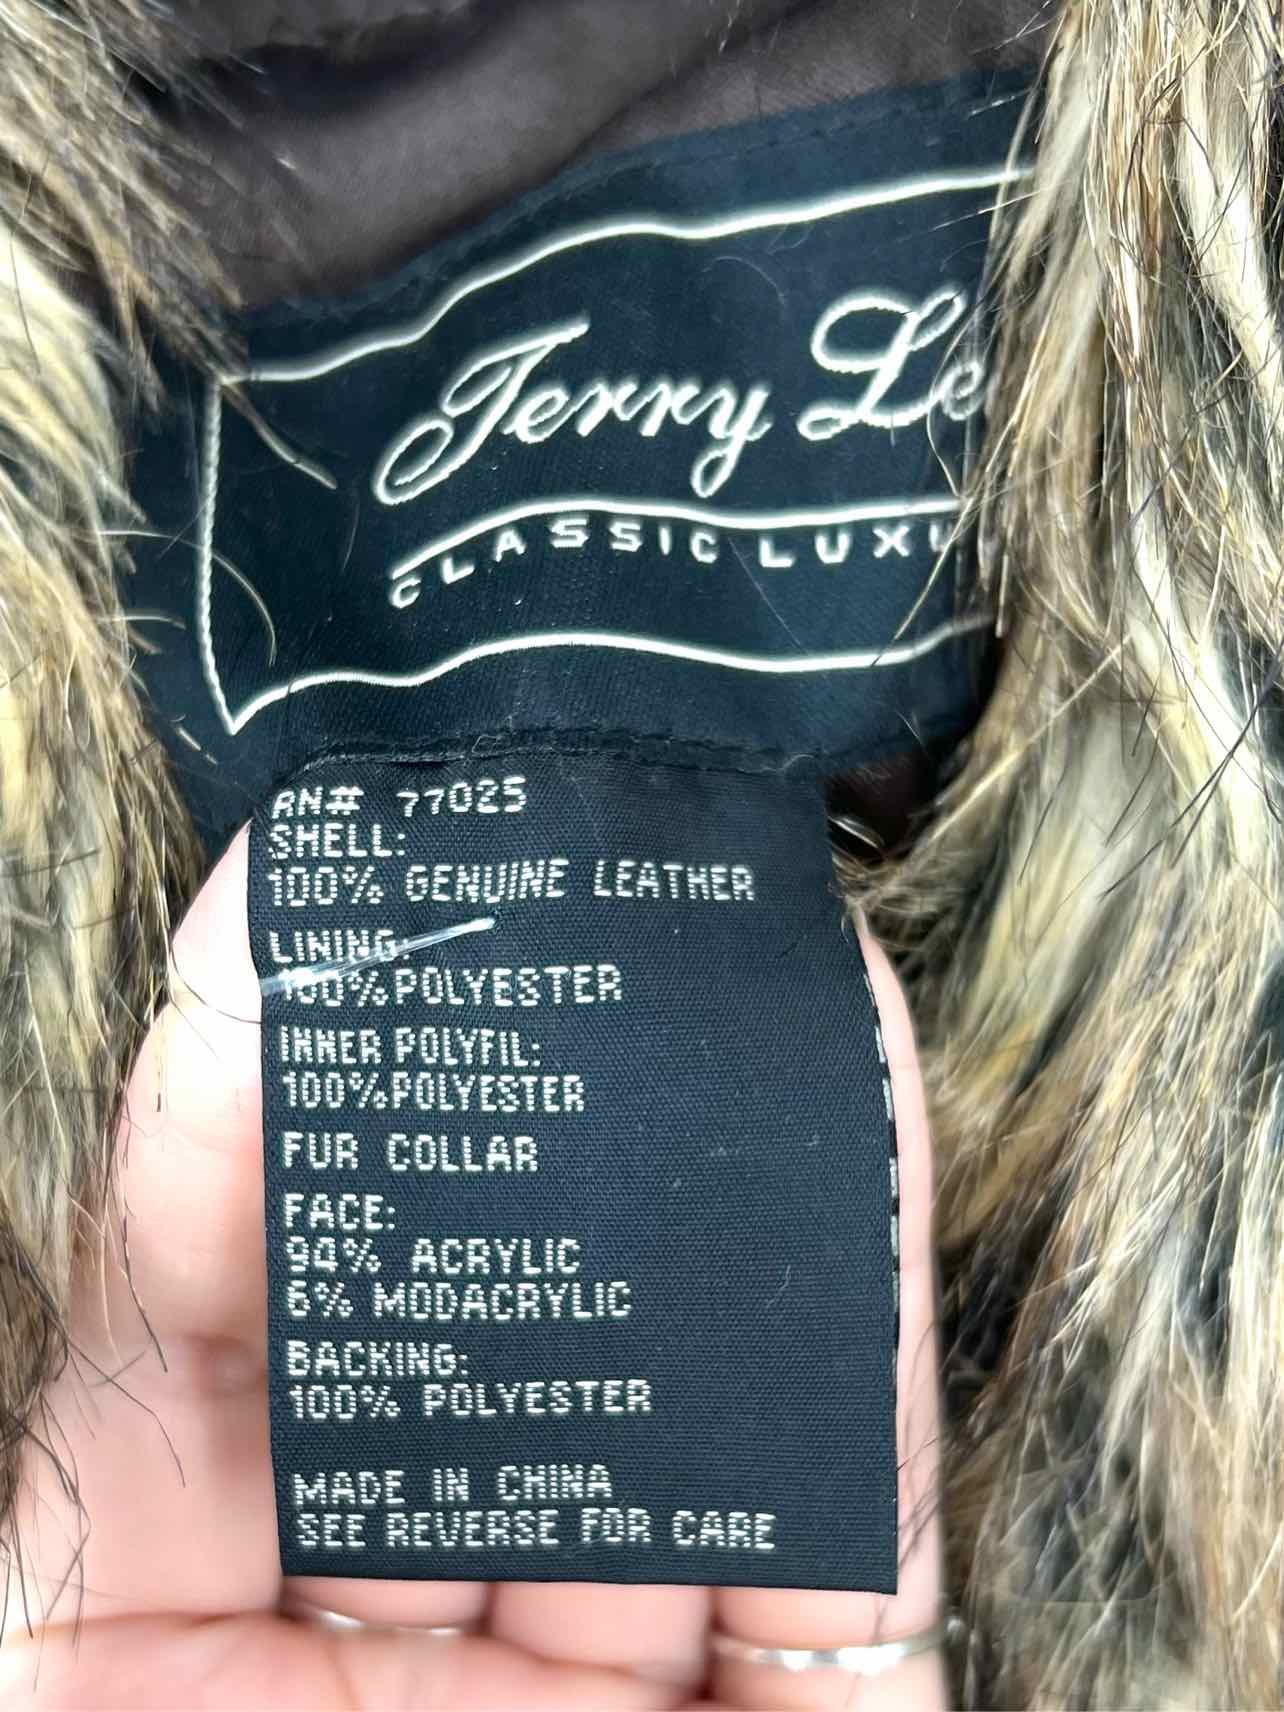 Jerry Le
CLASSIC LUXU
RN# 77025
SHELL:
100% GENUINE LEATHER
LINING:
100%POLYESTER
INNER POLYFIL:
100%POLYESTER
FUR COLLAR
FACE:
94% ACRYLIC
6% MODACRYLIC
BACKING:
100% POLYESTER
MADE IN CHINA
SEE REVERSE FOR CARE